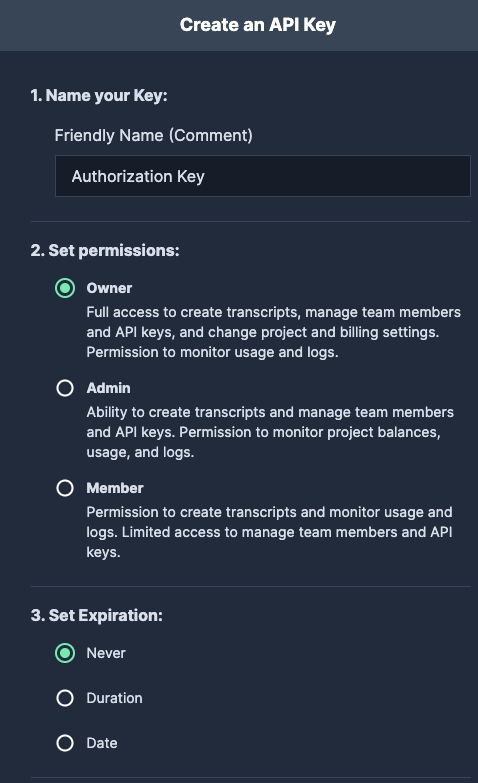 Create an API Key
1. Name your Key:
Friendly Name (Comment)
Authorization Key
2. Set permissions:
Owner
Full access to create transcripts, manage team members
and API keys, and change project and billing settings.
Permission to monitor usage and logs.
Admin
Ability to create transcripts and manage team members
and API keys. Permission to monitor project balances,
usage, and logs.
Member
Permission to create transcripts and monitor usage and
logs. Limited access to manage team members and API
keys.
3. Set Expiration:
Never
Duration
Date